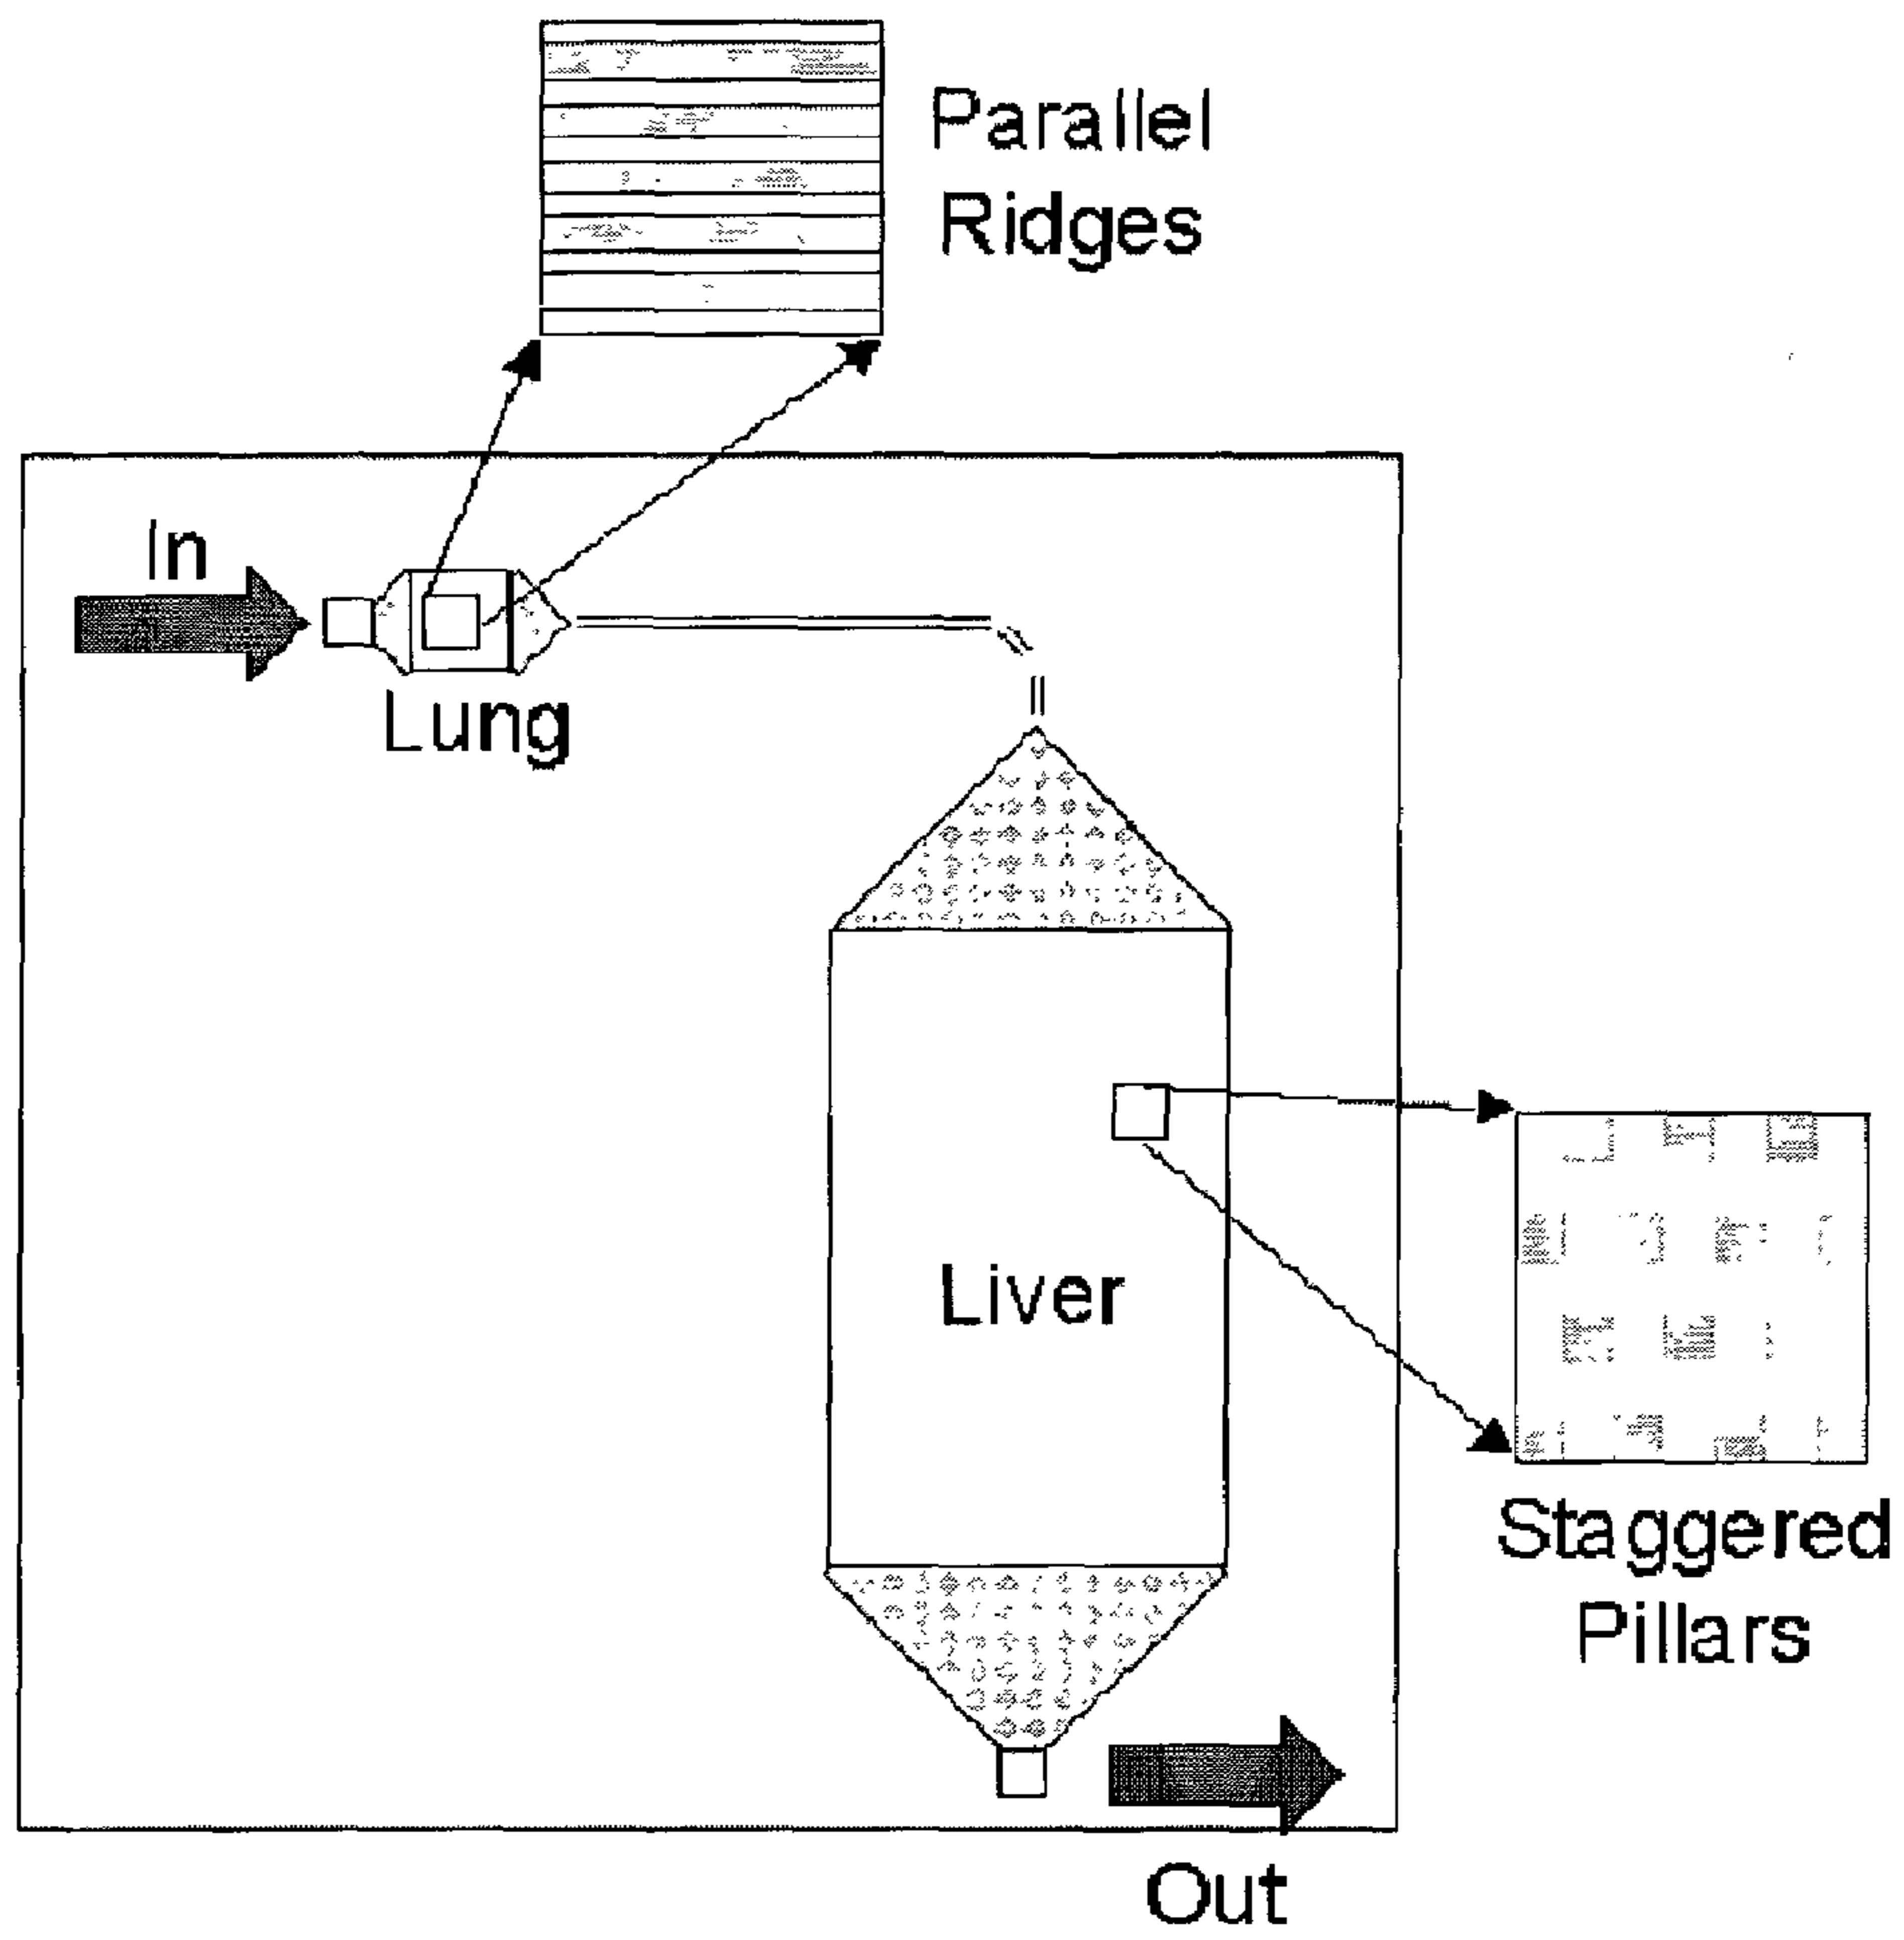 Parallel
Ridges
In
Lung
Liver
Staggered
Pillars
Out